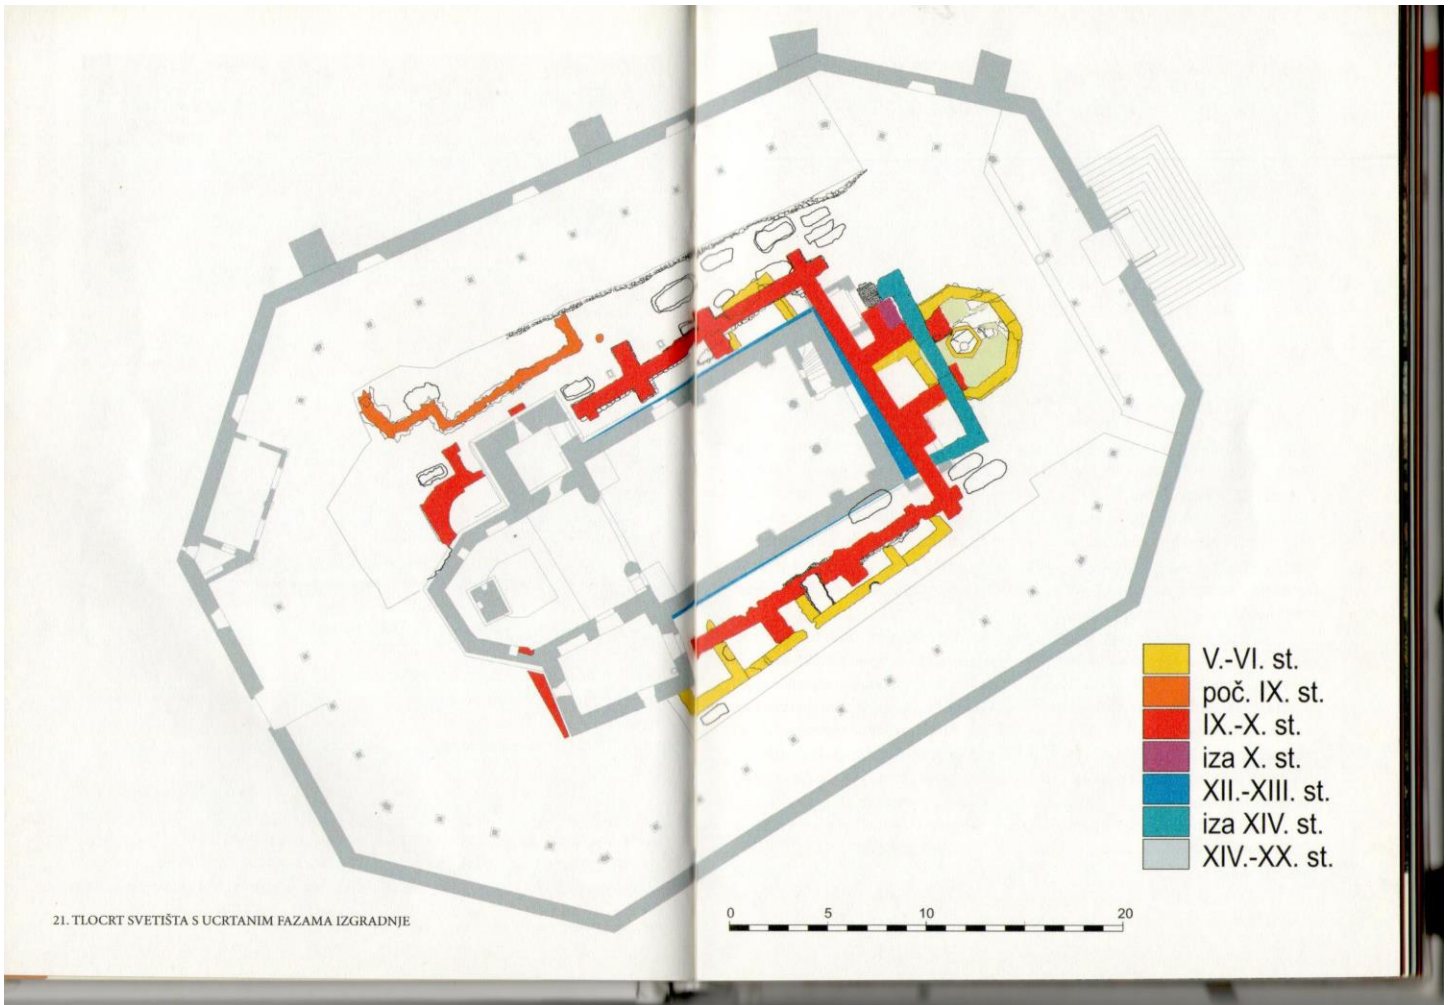 V.-VI. st.
poč. IX. st.
IX.-X. st.
iza X. st.
XII.-XIII. st.
iza XIV. st.
XIV.-XX. st.
21. TLOCRT SVETIŠTA S UCRTANIM FAZAMA IZGRADNJE
0 5 10 20